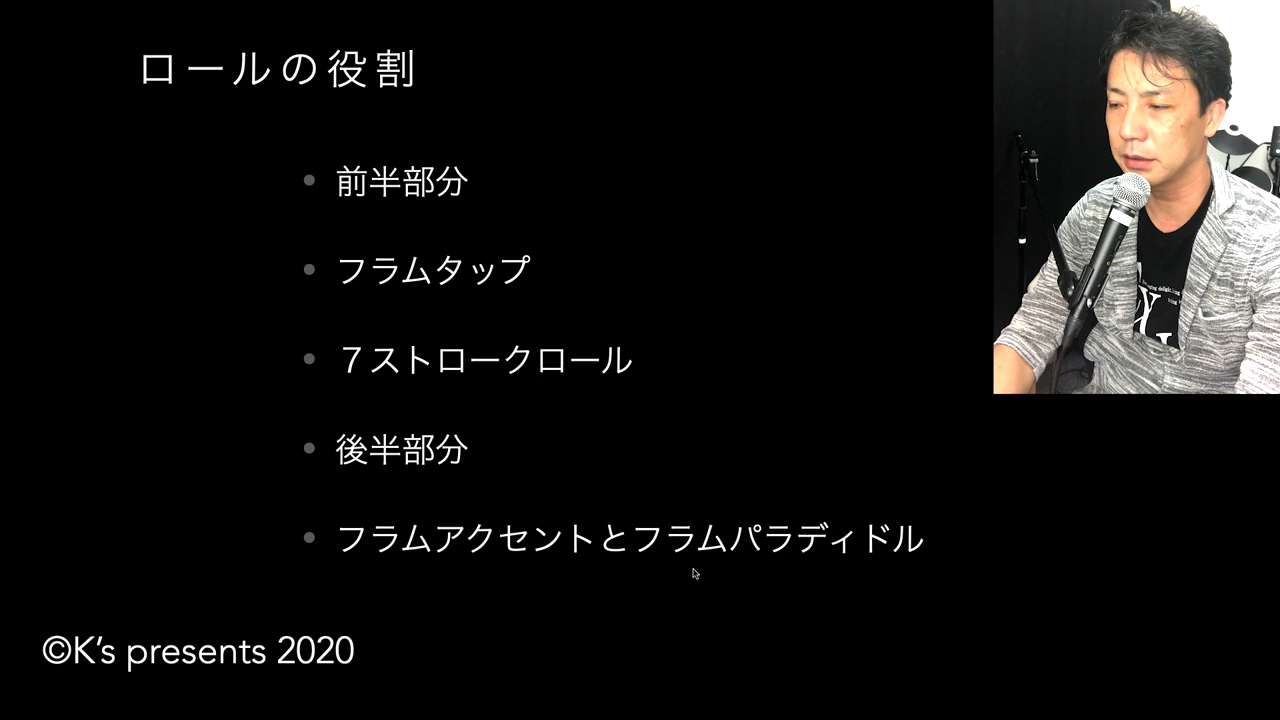 ロールの役割
前半部分
フラムタップ
７ストロークロール
後半部分
フラムアクセントとフラムパラディドル
©K's presents 2020